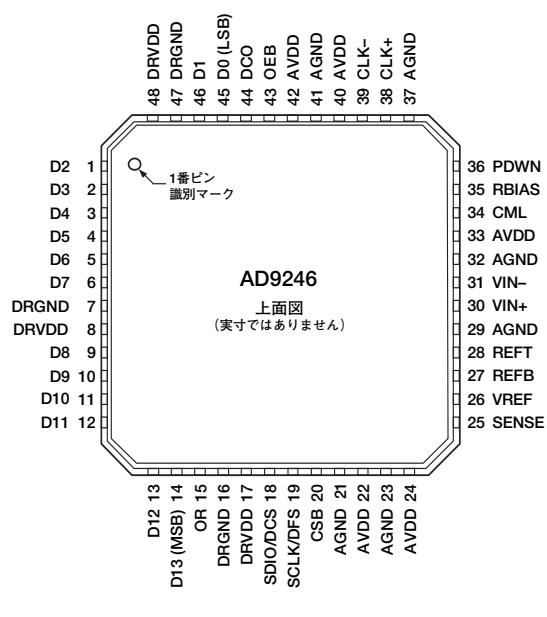 48 DRVDD
47 DRGND
46 D1
45 D0 (LSB)
44 DCO
43 OEB
42 AVDD
41 AGND
40 AVDD
39 CLK–
38 CLK+
37 AGND
D2 1
D3 2
D4 3
D5 4
D6 5
D7 6
DRGND 7
DRVDD 8
D8 9
D9 10
D10 11
D11 12
1番ピン
識別マーク
AD9246
上面図
(実寸ではありません)
36 PDWN
35 RBIAS
34 CML
33 AVDD
32 AGND
31 VIN–
30 VIN+
29 AGND
28 REFT
27 REFB
26 VREF
25 SENSE
D12 13
D13 (MSB) 14
OR 15
DRGND 16
DRVDD 17
SDIO/DCS 18
SCLK/DFS 19
CSB 20
AGND 21
AVDD 22
AGND 23
AVDD 24